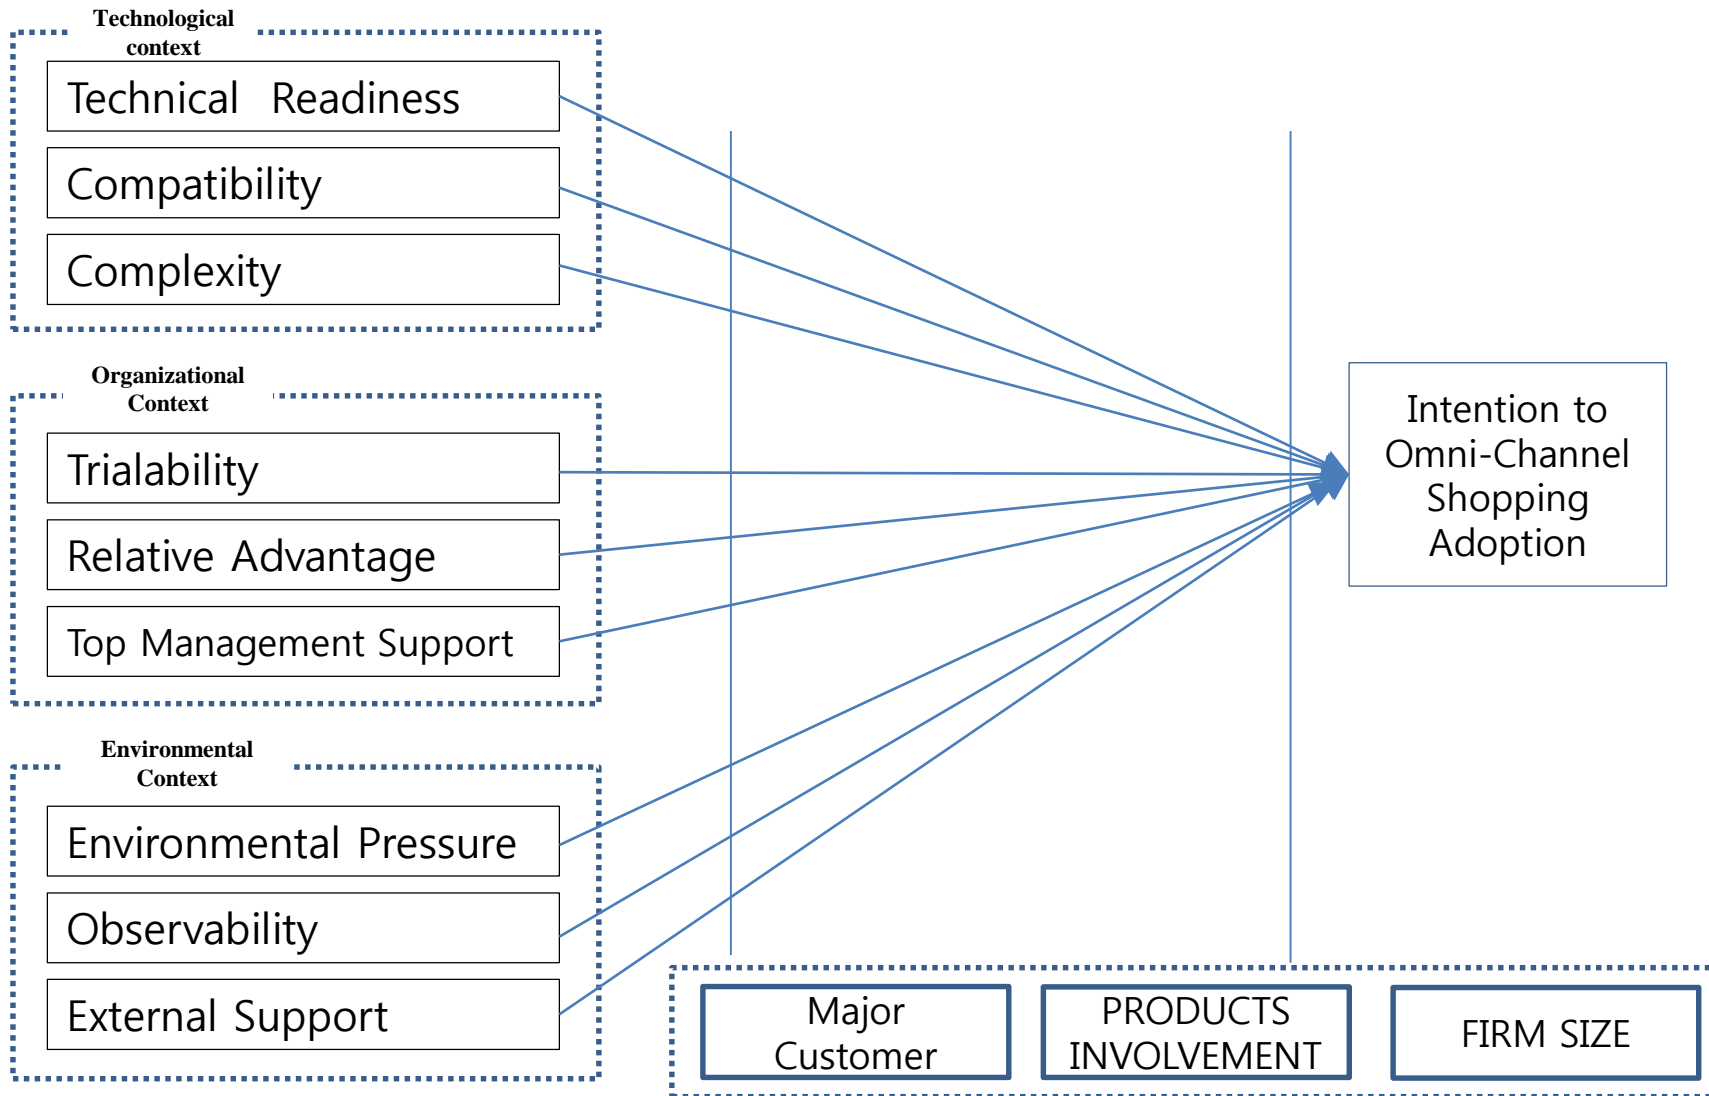 Technological
context
Technical Readiness
Compatibility
Complexity
Organizational
Context
Trialability
Relative Advantage
Top Management Support
Environmental
Context
Environmental Pressure
Observability
External Support
Intention to
Omni-Channel
Shopping
Adoption
Major
Customer
PRODUCTS
INVOLVEMENT
FIRM SIZE